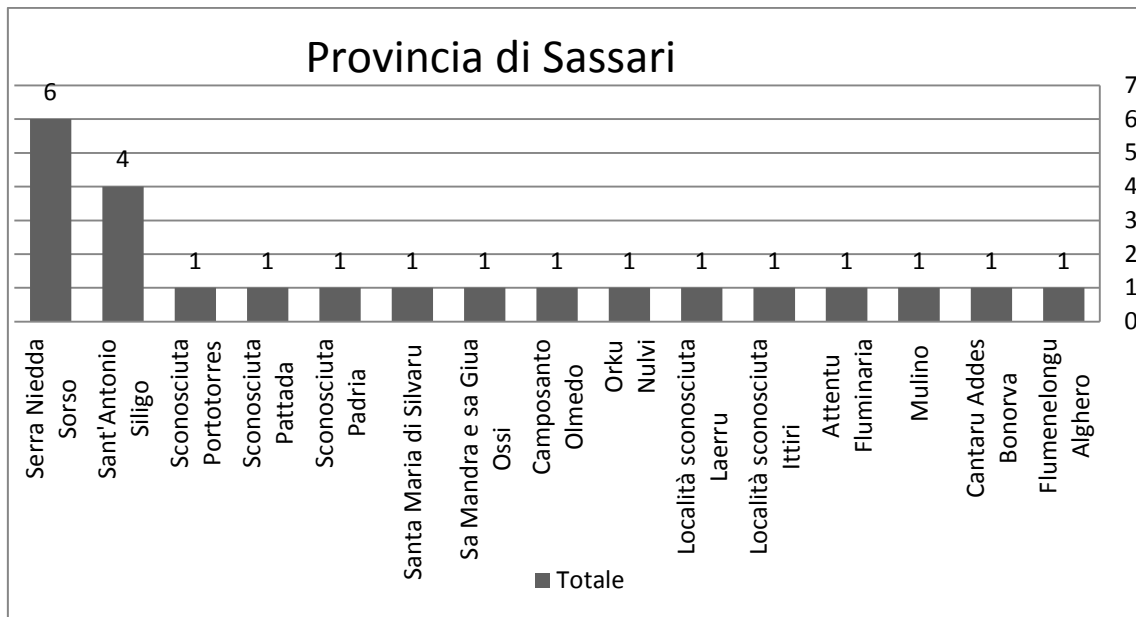 Provincia di Sassari
7
6
5
4
3
2
1
0
6
4
1
1
1
1
1
1
1
1
1
1
1
1
1
Serra Niedda
Sorso
Sant'Antonio
Siligo
Sconosciuta
Portotorres
Sconosciuta
Pattada
Sconosciuta
Padria
Santa Maria di Silvaru
Sa Mandra e sa Giua
Ossi
Camposanto
Olmedo
Orku
Nulvi
Località sconosciuta
Laerru
Località sconosciuta
Ittiri
Attentu
Fluminaria
Mulino
Cantaru Addes
Bonorva
Flumenelongu
Alghero
Totale